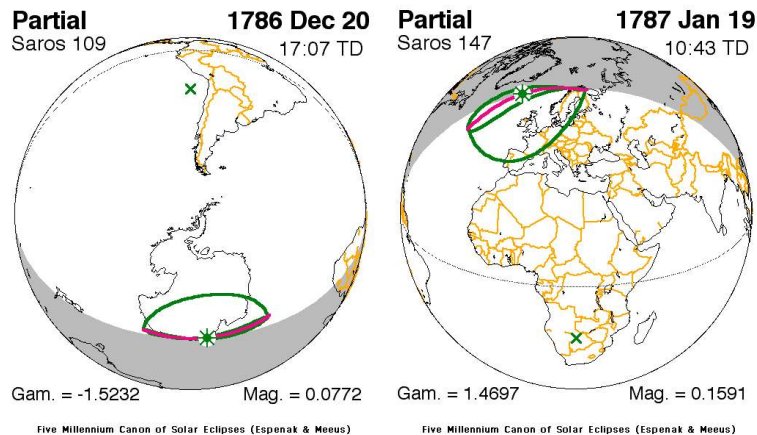 Partial 1786 Dec 20
Saros 109 17:07 TD
Gam. = -1.5232 Mag. = 0.0772
Five Millennium Canon of Solar Eclipses (Espenak & Meeus)
Partial 1787 Jan 19
Saros 147 10:43 TD
Gam. = 1.4697 Mag. = 0.1591
Five Millennium Canon of Solar Eclipses (Espenak & Meeus)